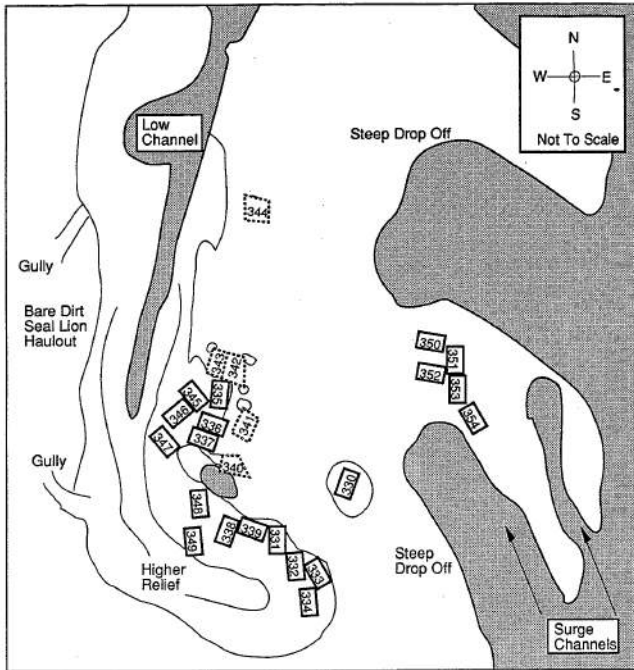 N
W E
S
Not To Scale
Low
Channel
Steep Drop Off
344
Gully
Bare Dirt
Seal Lion
Haulout
350
351
352
353
354
343
342
335
345
346
341
336
337
347
340
Gully
330
348
338
339
331
349
332
333
334
Higher
Relief
Steep
Drop Off
Surge
Channels